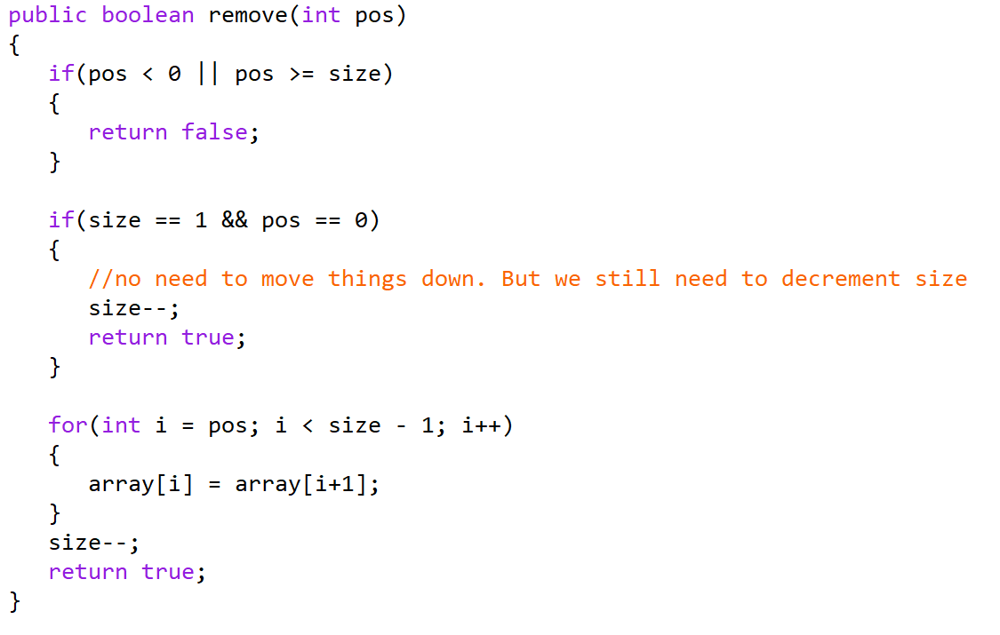 public boolean remove(int pos)
{
   if(pos < 0 || pos >= size)
   {
      return false;
   }

   if(size == 1 && pos == 0)
   {
      //no need to move things down. But we still need to decrement size
      size--;
      return true;
   }

   for(int i = pos; i < size - 1; i++)
   {
      array[i] = array[i+1];
   }
   size--;
   return true;
}